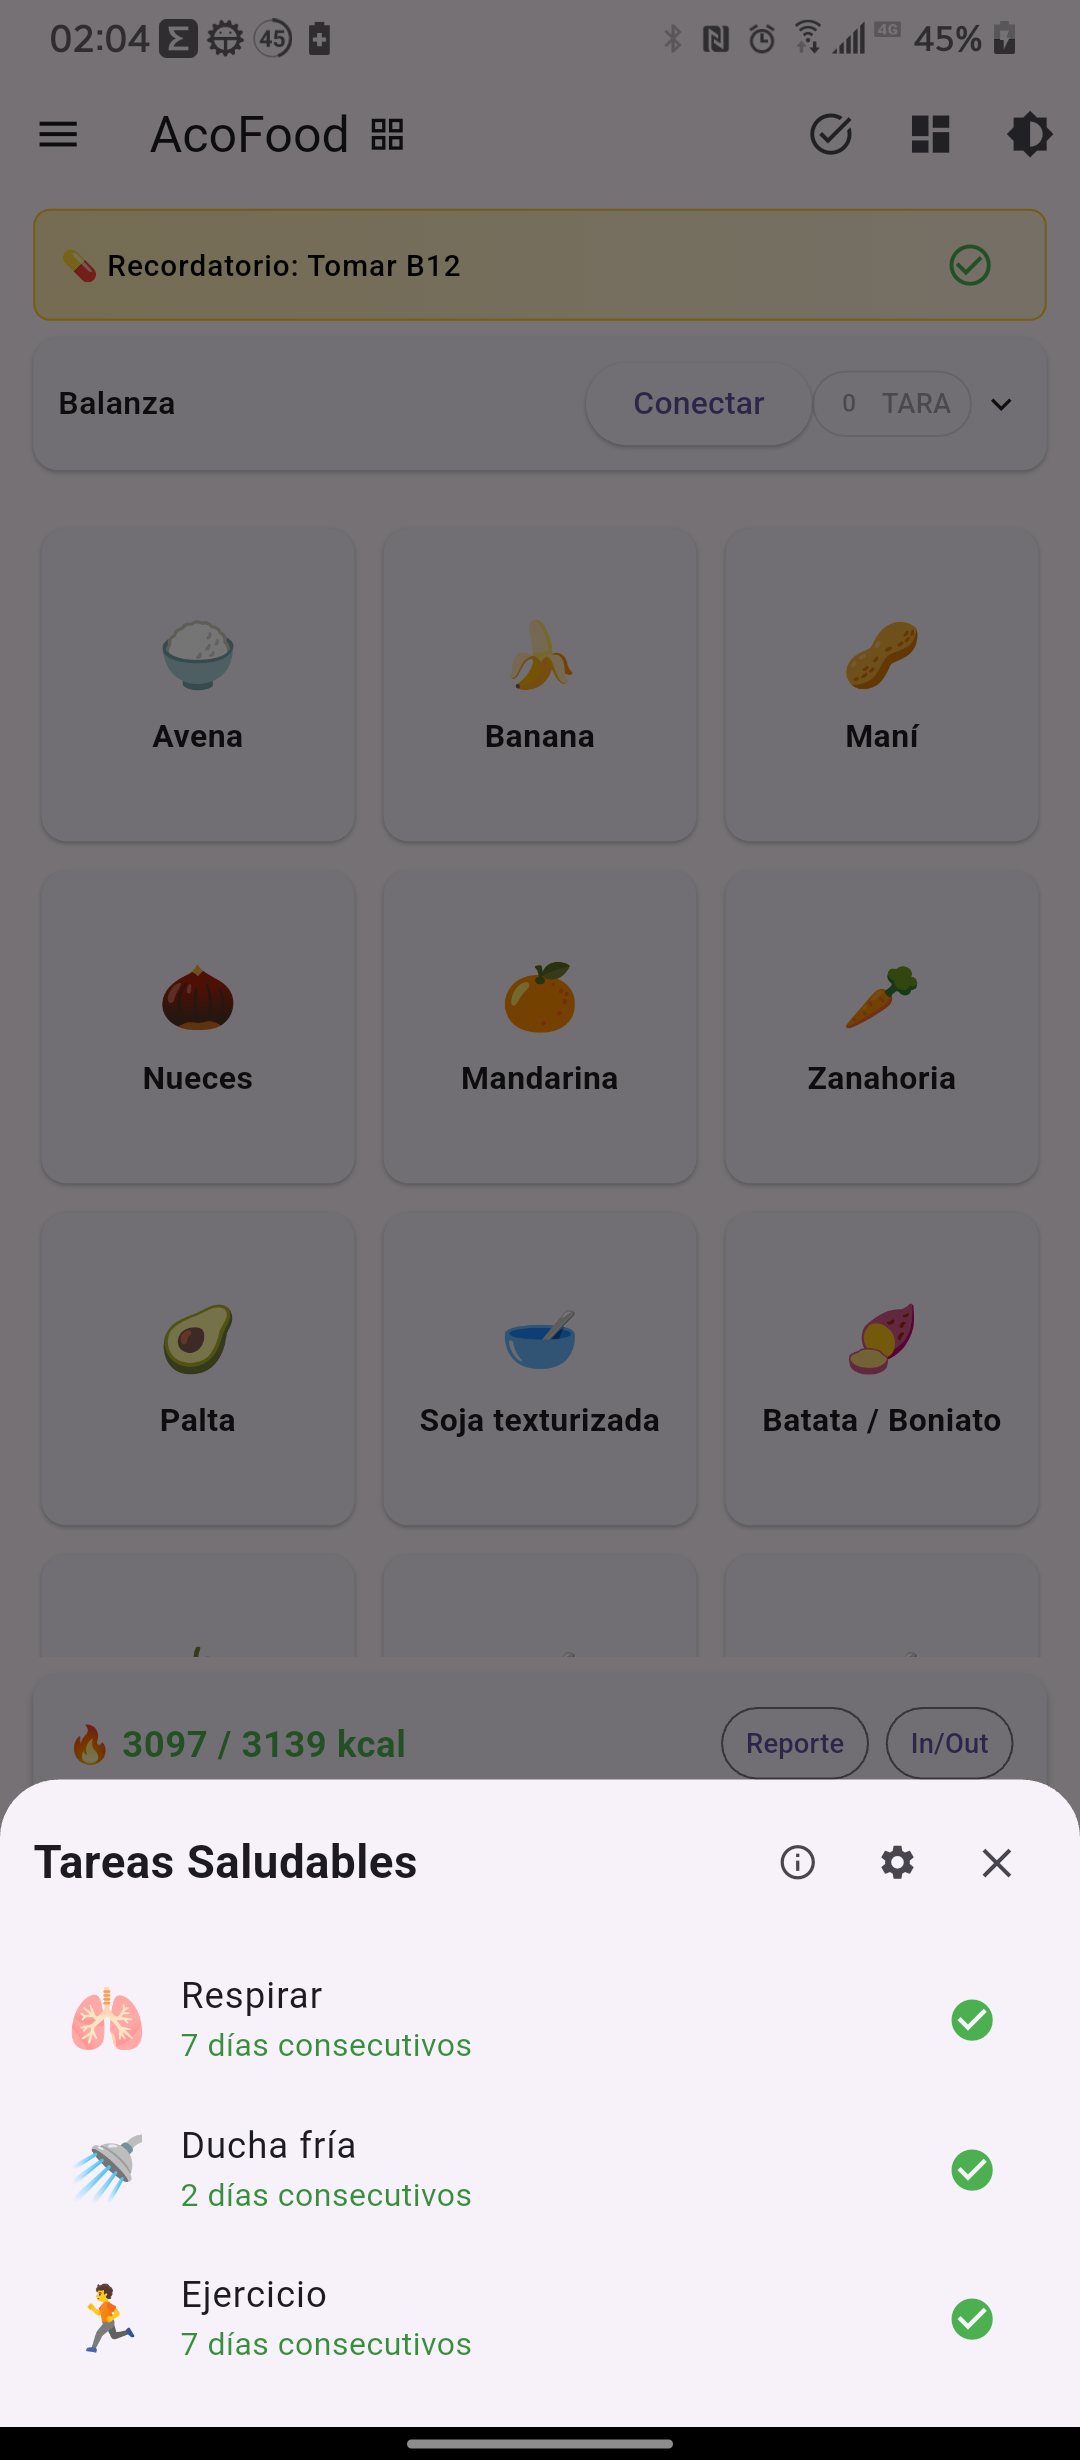 02:04 45 4G 45%
AcoFood
Recordatorio: Tomar B12
Balanza Conectar 0 TARA
Avena Banana Maní
Nueces Mandarina Zanahoria
Palta Soja texturizada Batata / Boniato
3097 / 3139 kcal Reporte In/Out
Tareas Saludables
Respirar
7 días consecutivos
Ducha fría
2 días consecutivos
Ejercicio
7 días consecutivos